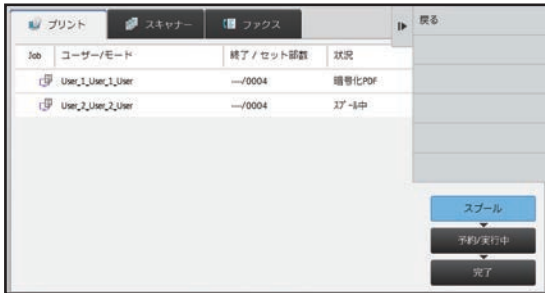 プリント スキャナー ファクス 戻る
Job ユーザー/モード 終了/セット部数 状況
User_1_User_1_User ----/0004 暗号化PDF
User_2_User_2_User ----/0004 ｽﾌﾟｰﾙ中
スプール
予約/実行中
完了